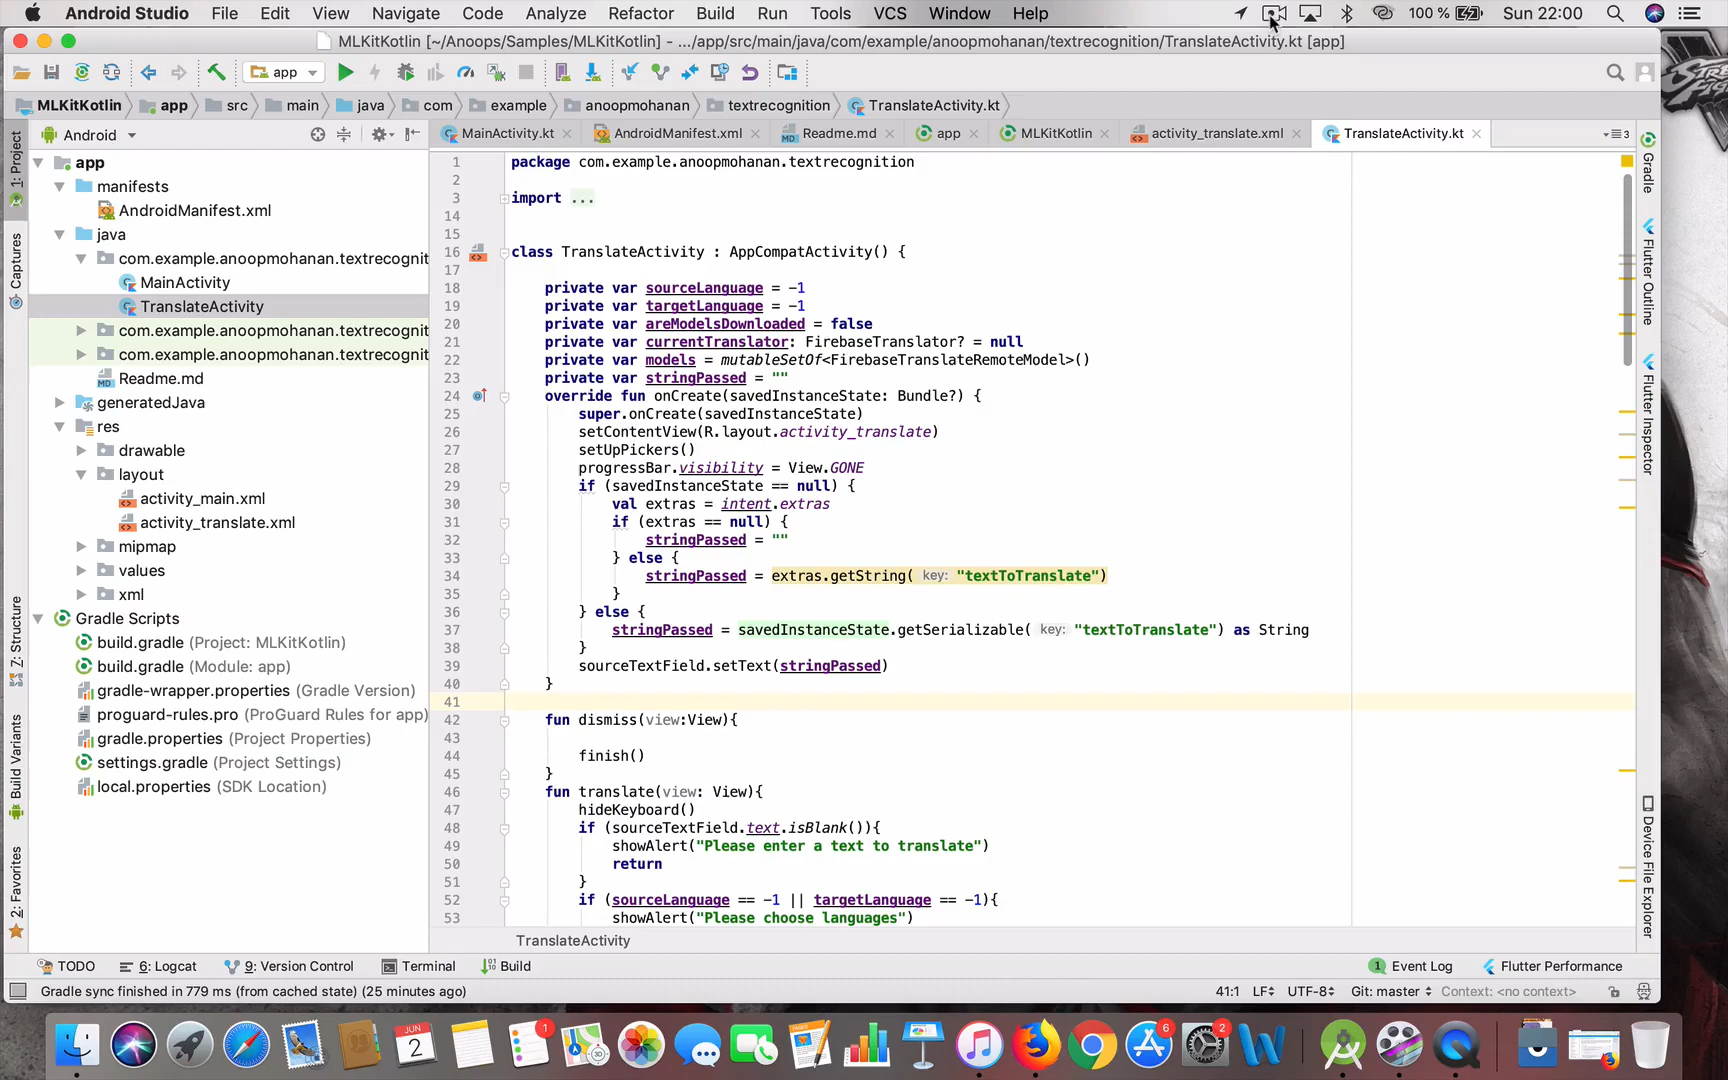 Android Studio File Edit View Navigate Code Analyze Refactor Build Run Tools VCS Window Help 100 % Sun 22:00
MLKitKotlin [~/Anoops/Samples/MLKitKotlin] - .../app/src/main/java/com/example/anoopmohanan/textrecognition/TranslateActivity.kt [app]
app
MLKitKotlin app src main java com example anoopmohanan textrecognition TranslateActivity.kt
Android MainActivity.kt AndroidManifest.xml Readme.md app MLKitKotlin activity_translate.xml TranslateActivity.kt
1: Project
Captures
7: Structure
Build Variants
2: Favorites
app
manifests
AndroidManifest.xml
java
com.example.anoopmohanan.textrecognit
MainActivity
TranslateActivity
com.example.anoopmohanan.textrecognit
com.example.anoopmohanan.textrecognit
Readme.md
generatedJava
res
drawable
layout
activity_main.xml
activity_translate.xml
mipmap
values
xml
Gradle Scripts
build.gradle (Project: MLKitKotlin)
build.gradle (Module: app)
gradle-wrapper.properties (Gradle Version)
proguard-rules.pro (ProGuard Rules for app)
gradle.properties (Project Properties)
settings.gradle (Project Settings)
local.properties (SDK Location)
1 package com.example.anoopmohanan.textrecognition
2
3 import ...
14
15
16 class TranslateActivity : AppCompatActivity() {
17
18 private var sourceLanguage = -1
19 private var targetLanguage = -1
20 private var areModelsDownloaded = false
21 private var currentTranslator: FirebaseTranslator? = null
22 private var models = mutableSetOf<FirebaseTranslateRemoteModel>()
23 private var stringPassed = ""
24 override fun onCreate(savedInstanceState: Bundle?) {
25 super.onCreate(savedInstanceState)
26 setContentView(R.layout.activity_translate)
27 setUpPickers()
28 progressBar.visibility = View.GONE
29 if (savedInstanceState == null) {
30 val extras = intent.extras
31 if (extras == null) {
32 stringPassed = ""
33 } else {
34 stringPassed = extras.getString( key: "textToTranslate")
35 }
36 } else {
37 stringPassed = savedInstanceState.getSerializable( key: "textToTranslate") as String
38 }
39 sourceTextField.setText(stringPassed)
40 }
41
42 fun dismiss(view:View){
43
44 finish()
45 }
46 fun translate(view: View){
47 hideKeyboard()
48 if (sourceTextField.text.isBlank()){
49 showAlert("Please enter a text to translate")
50 return
51 }
52 if (sourceLanguage == -1 || targetLanguage == -1){
53 showAlert("Please choose languages")
TranslateActivity
Gradle
Flutter Outline
Flutter Inspector
Device File Explorer
TODO 6: Logcat 9: Version Control Terminal Build 1 Event Log Flutter Performance
Gradle sync finished in 779 ms (from cached state) (25 minutes ago) 41:1 LF UTF-8 Git: master Context: <no context>
JUN
2
1
6
2